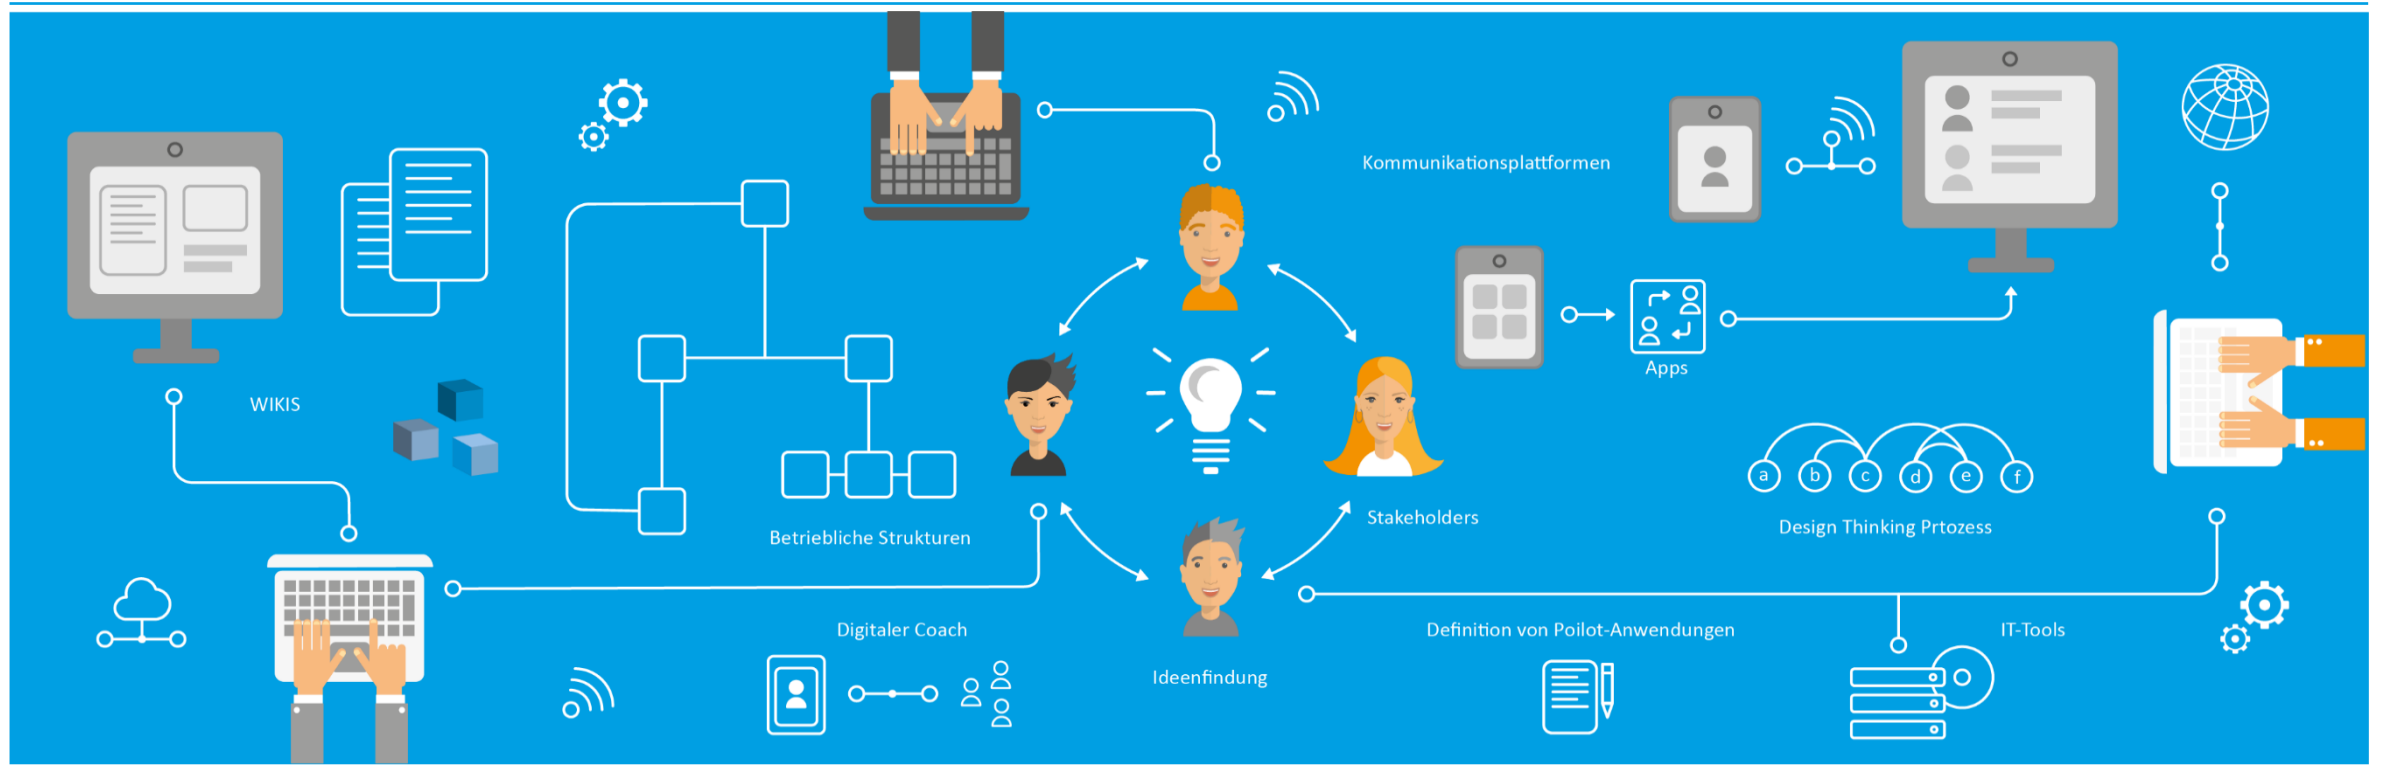 Kommunikationsplattformen
Apps
WIKIS
a b c d e f
Stakeholders
Design Thinking Prtozess
Betriebliche Strukturen
Digitaler Coach
Definition von Poilot-Anwendungen
IT-Tools
Ideenfindung